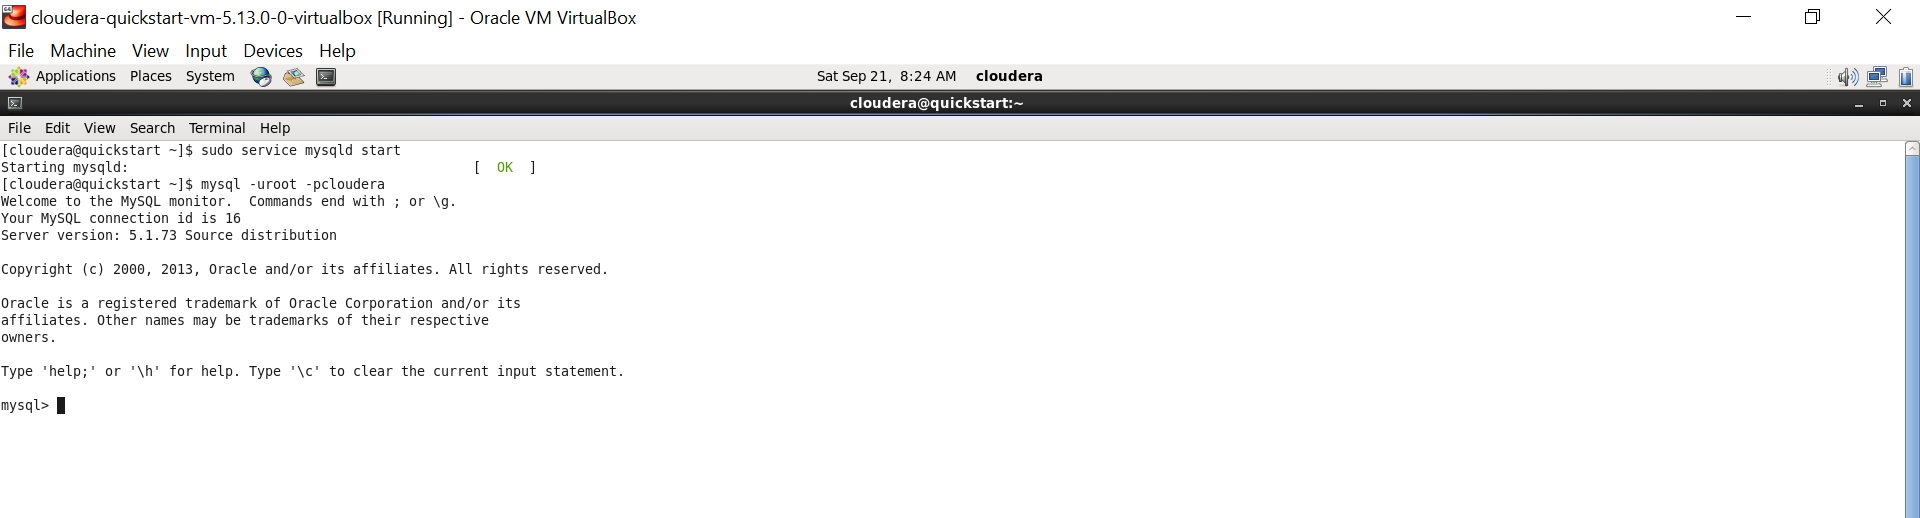 cloudera-quickstart-vm-5.13.0-0-virtualbox [Running] - Oracle VM VirtualBox
File Machine View Input Devices Help
Applications Places System Sat Sep 21, 8:24 AM cloudera
cloudera@quickstart:~
File Edit View Search Terminal Help
[cloudera@quickstart ~]$ sudo service mysqld start
Starting mysqld: [ OK ]
[cloudera@quickstart ~]$ mysql -uroot -pcloudera
Welcome to the MySQL monitor. Commands end with ; or \g.
Your MySQL connection id is 16
Server version: 5.1.73 Source distribution
Copyright (c) 2000, 2013, Oracle and/or its affiliates. All rights reserved.
Oracle is a registered trademark of Oracle Corporation and/or its
affiliates. Other names may be trademarks of their respective
owners.
Type 'help;' or '\h' for help. Type '\c' to clear the current input statement.
mysql>